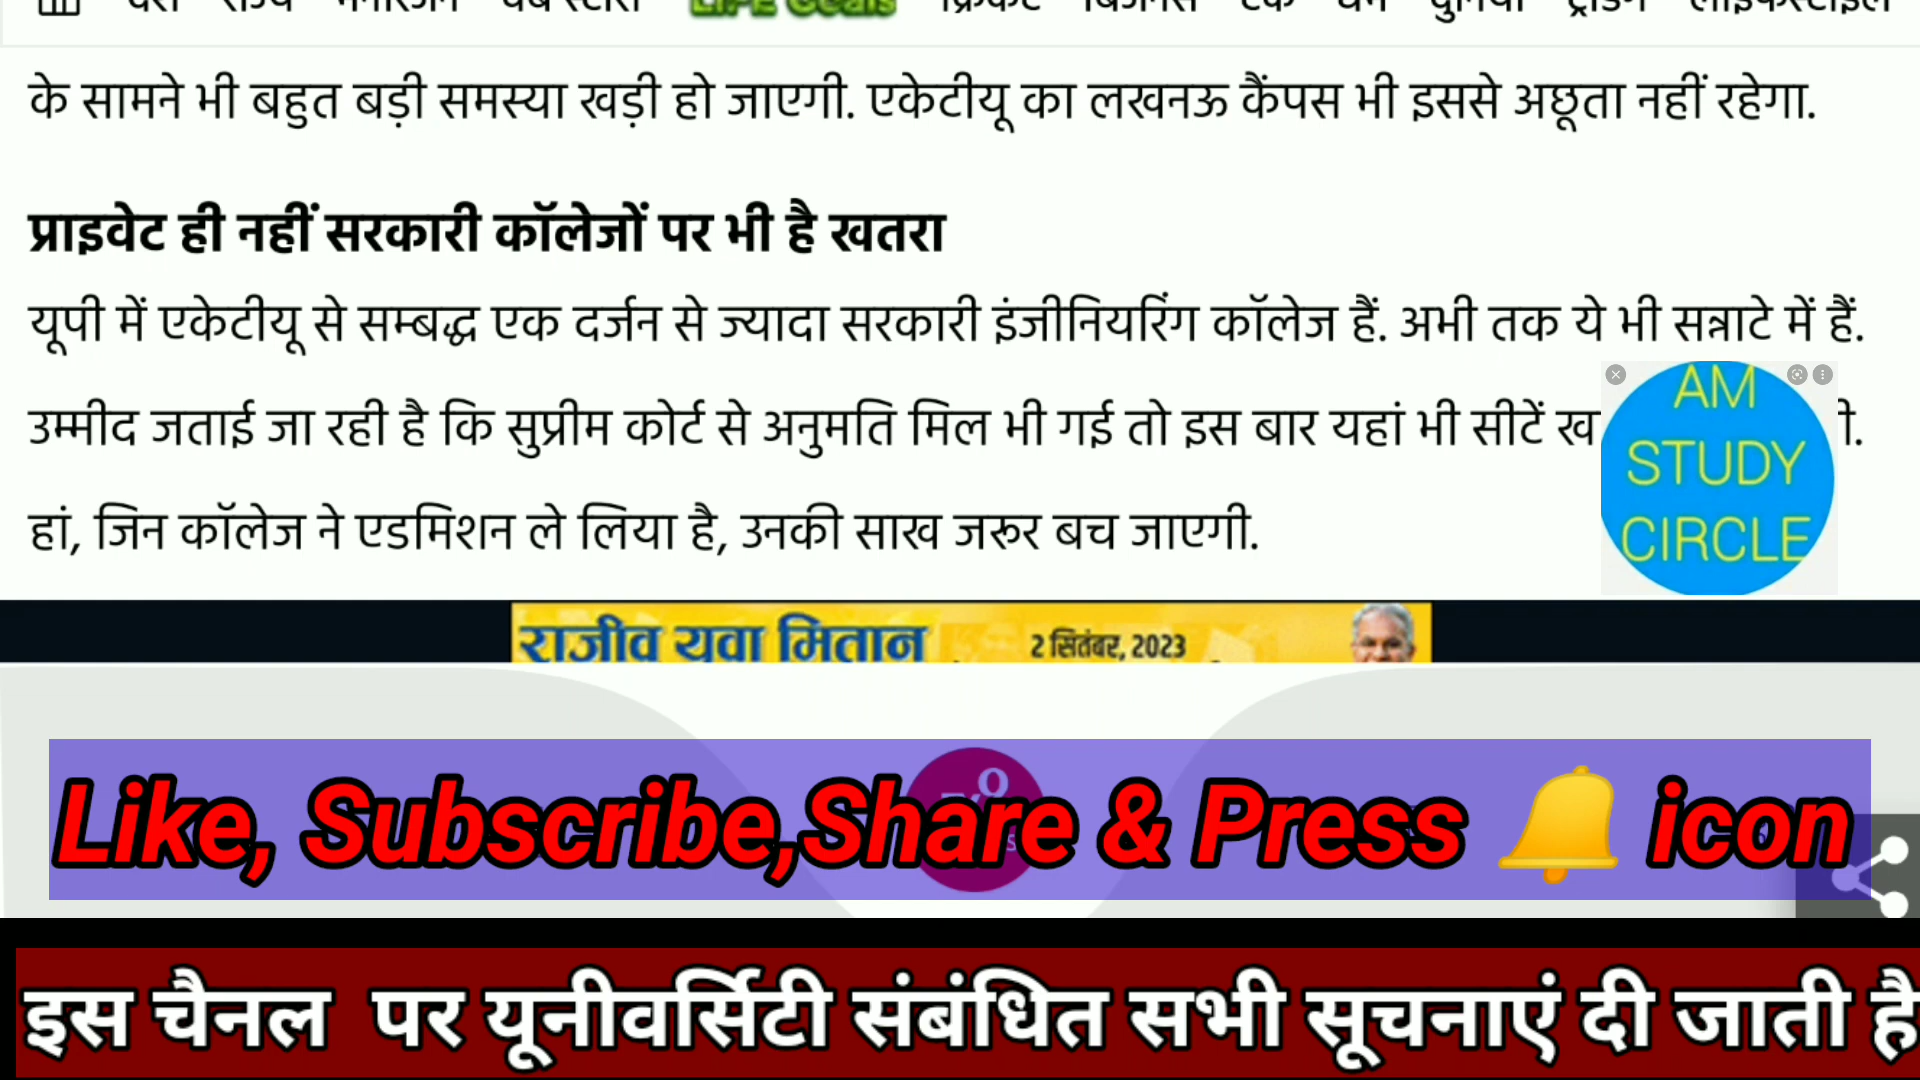 LIFE Goals
के सामने भी बहुत बड़ी समस्या खड़ी हो जाएगी. एकेटीयू का लखनऊ कैंपस भी इससे अछूता नहीं रहेगा.
प्राइवेट ही नहीं सरकारी कॉलेजों पर भी है खतरा
यूपी में एकेटीयू से सम्बद्ध एक दर्जन से ज्यादा सरकारी इंजीनियरिंग कॉलेज हैं. अभी तक ये भी सन्नाटे में हैं.
उम्मीद जताई जा रही है कि सुप्रीम कोर्ट से अनुमति मिल भी गई तो इस बार यहां भी सीटें
हां, जिन कॉलेज ने एडमिशन ले लिया है, उनकी साख जरूर बच जाएगी.
AM
STUDY
CIRCLE
राजीव युवा मितान
2 सितंबर, 2023
Like, Subscribe,Share & Press 🔔 icon
इस चैनल पर यूनीवर्सिटी संबंधित सभी सूचनाएं दी जाती है